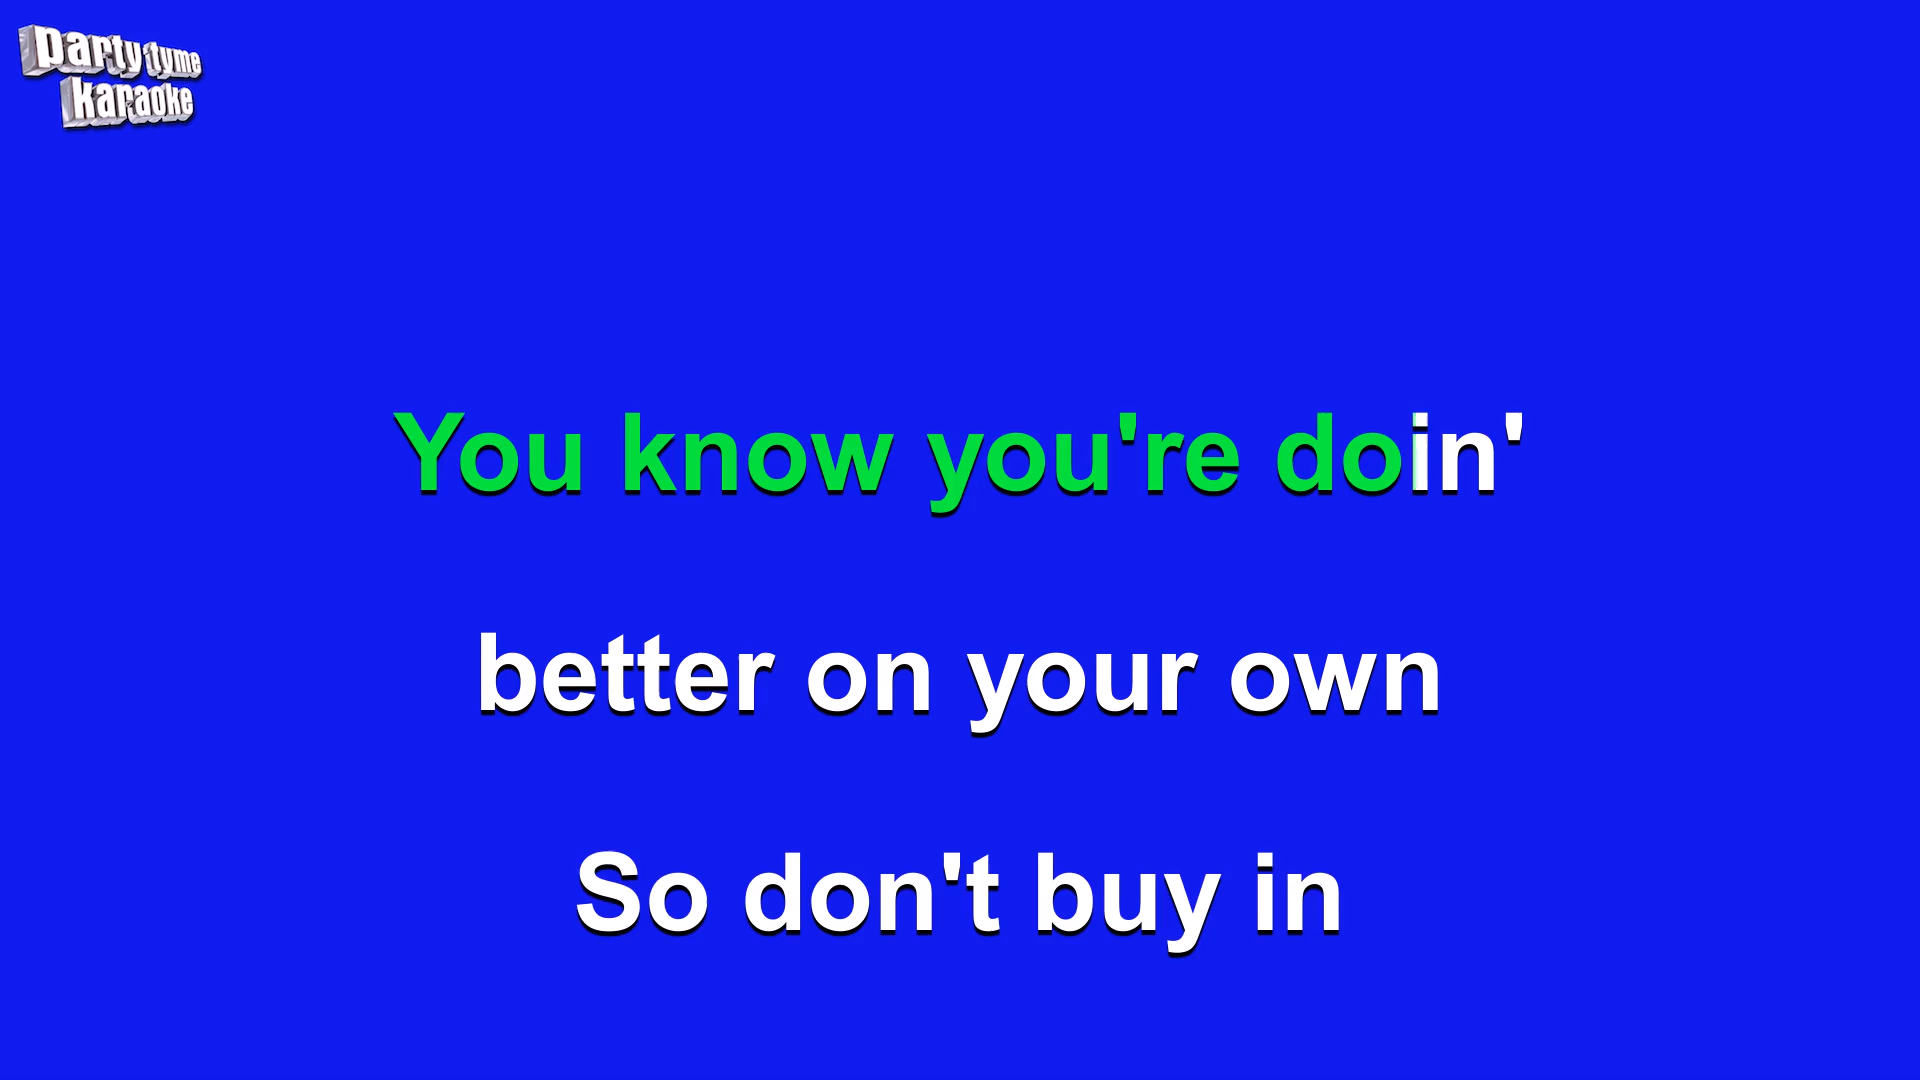 party tyme
karaoke
You know you're doin'
better on your own
So don't buy in